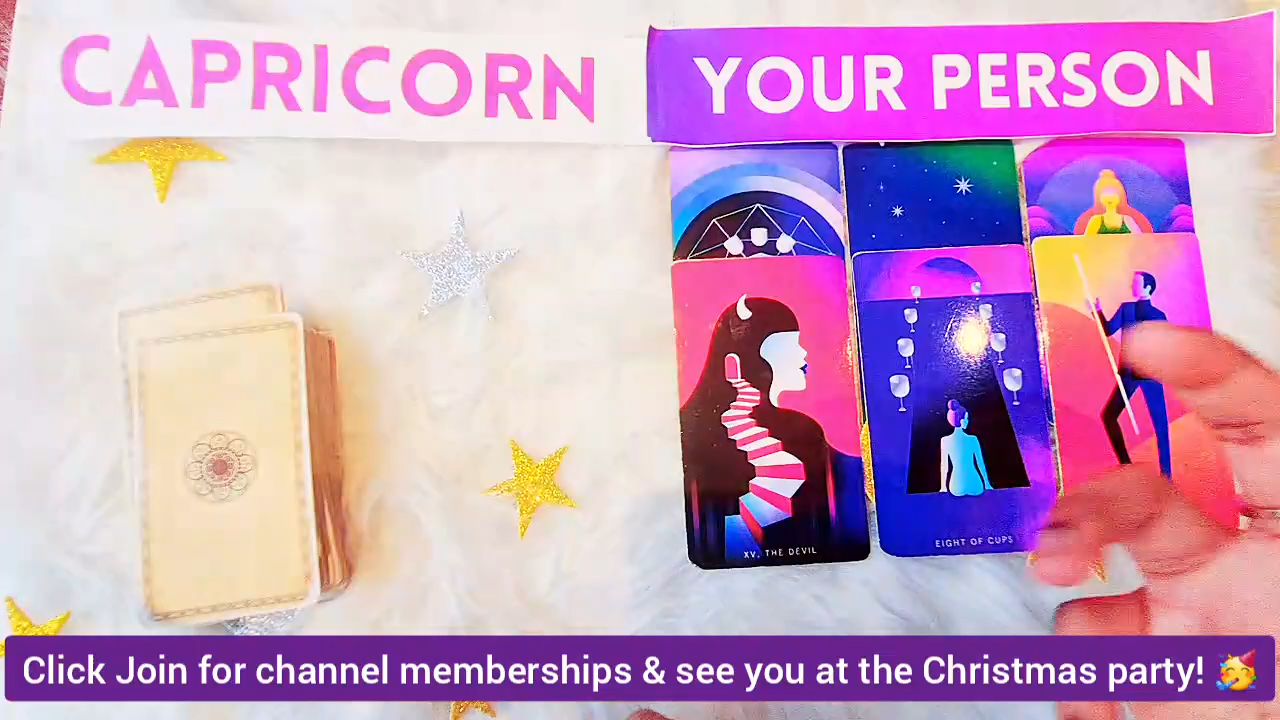 CAPRICORN
YOUR PERSON
XV. THE DEVIL
EIGHT OF CUPS
Click Join for channel memberships & see you at the Christmas party! 🥳